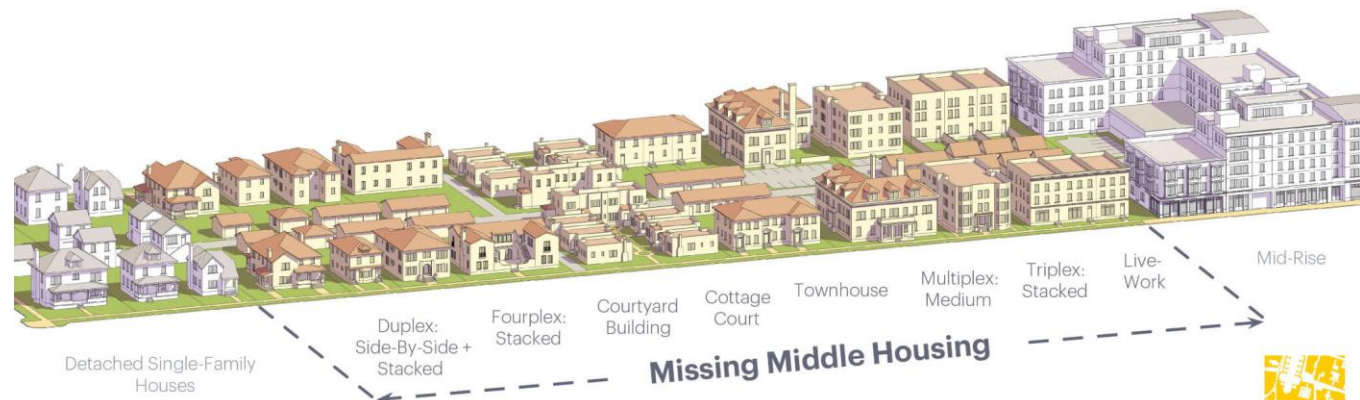 Detached Single-Family
Houses
Duplex:
Side-By-Side +
Stacked
Fourplex:
Stacked
Courtyard
Building
Cottage
Court
Townhouse
Multiplex:
Medium
Triplex:
Stacked
Live-
Work
Mid-Rise
Missing Middle Housing